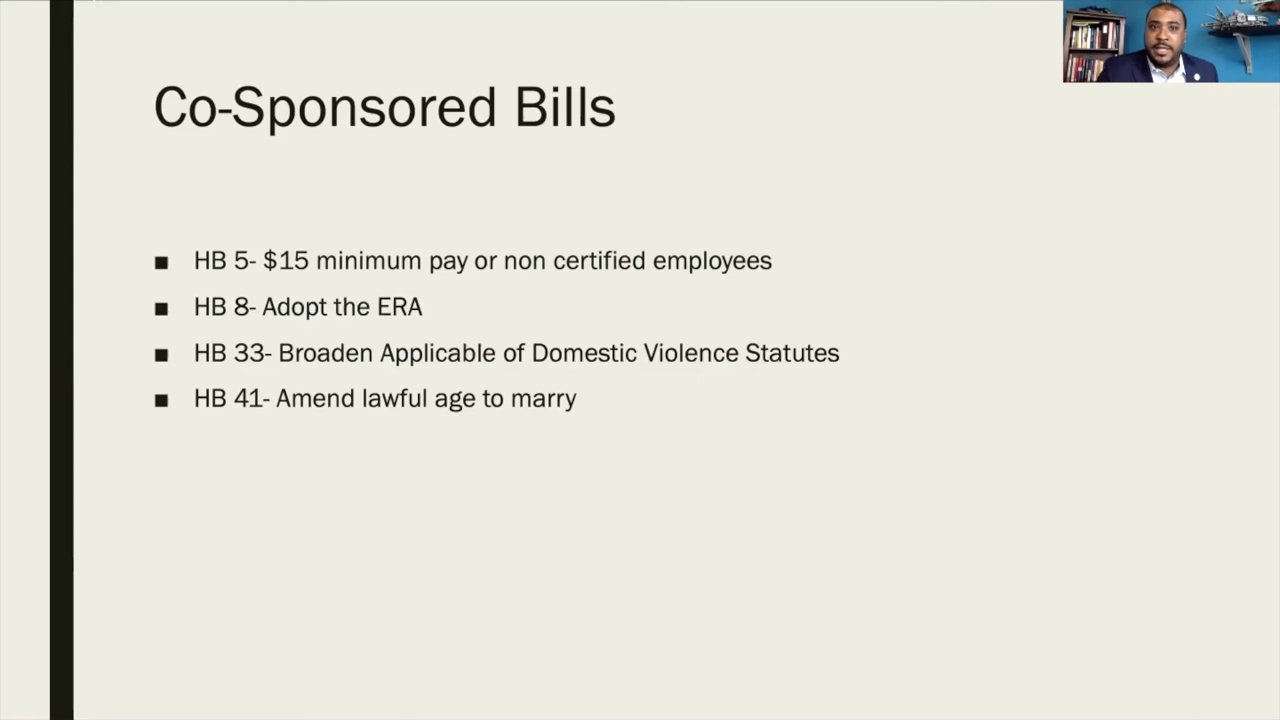 Co-Sponsored Bills
■ HB 5- $15 minimum pay or non certified employees
■ HB 8- Adopt the ERA
■ HB 33- Broaden Applicable of Domestic Violence Statutes
■ HB 41- Amend lawful age to marry